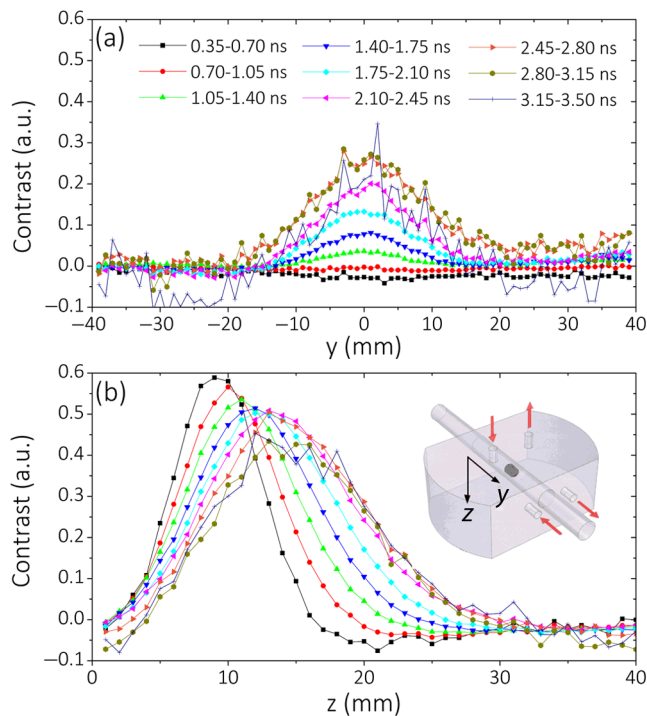 (a)
0.35-0.70 ns
1.40-1.75 ns
2.45-2.80 ns
0.70-1.05 ns
1.75-2.10 ns
2.80-3.15 ns
1.05-1.40 ns
2.10-2.45 ns
3.15-3.50 ns
0.6
0.5
0.4
0.3
0.2
0.1
0.0
−0.1
Contrast (a.u.)
−40 −30 −20 −10 0 10 20 30 40
y (mm)
(b)
0.6
0.5
0.4
0.3
0.2
0.1
0.0
−0.1
Contrast (a.u.)
y
z
0 10 20 30 40
z (mm)